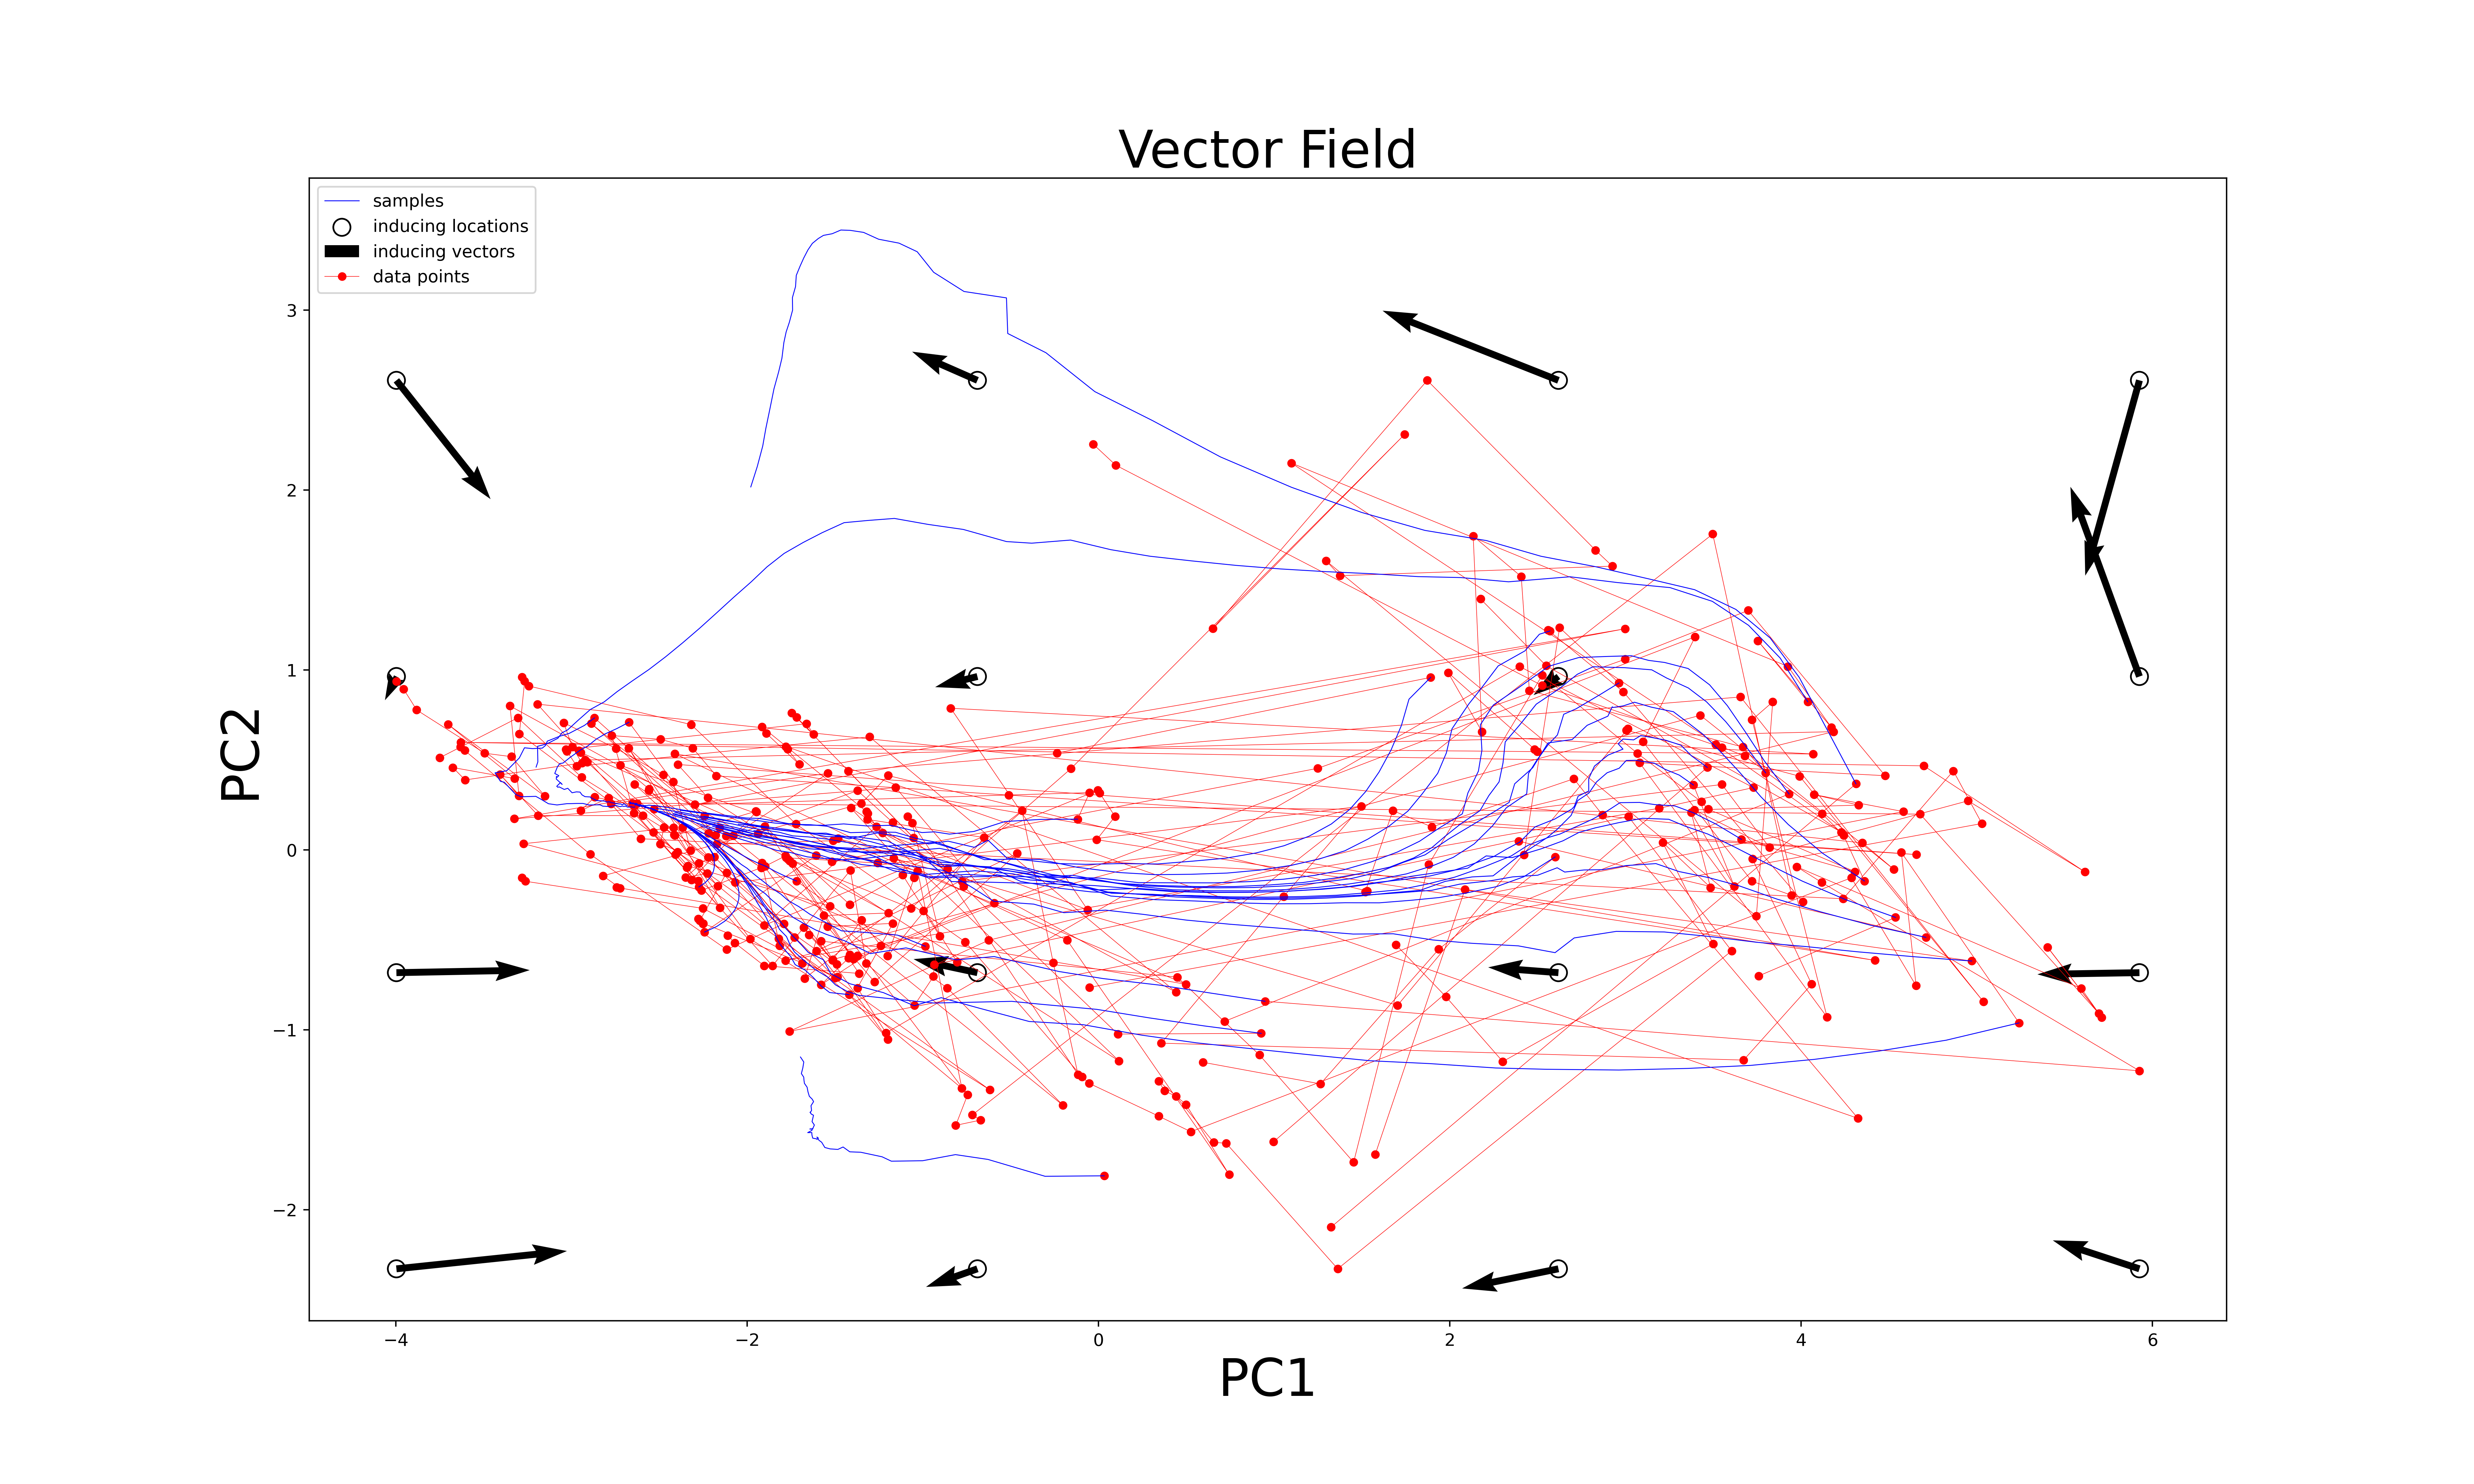 Vector Field
samples
inducing locations
inducing vectors
data points
3
2
1
0
−1
−2
PC2
−4
−2
0
2
4
6
PC1